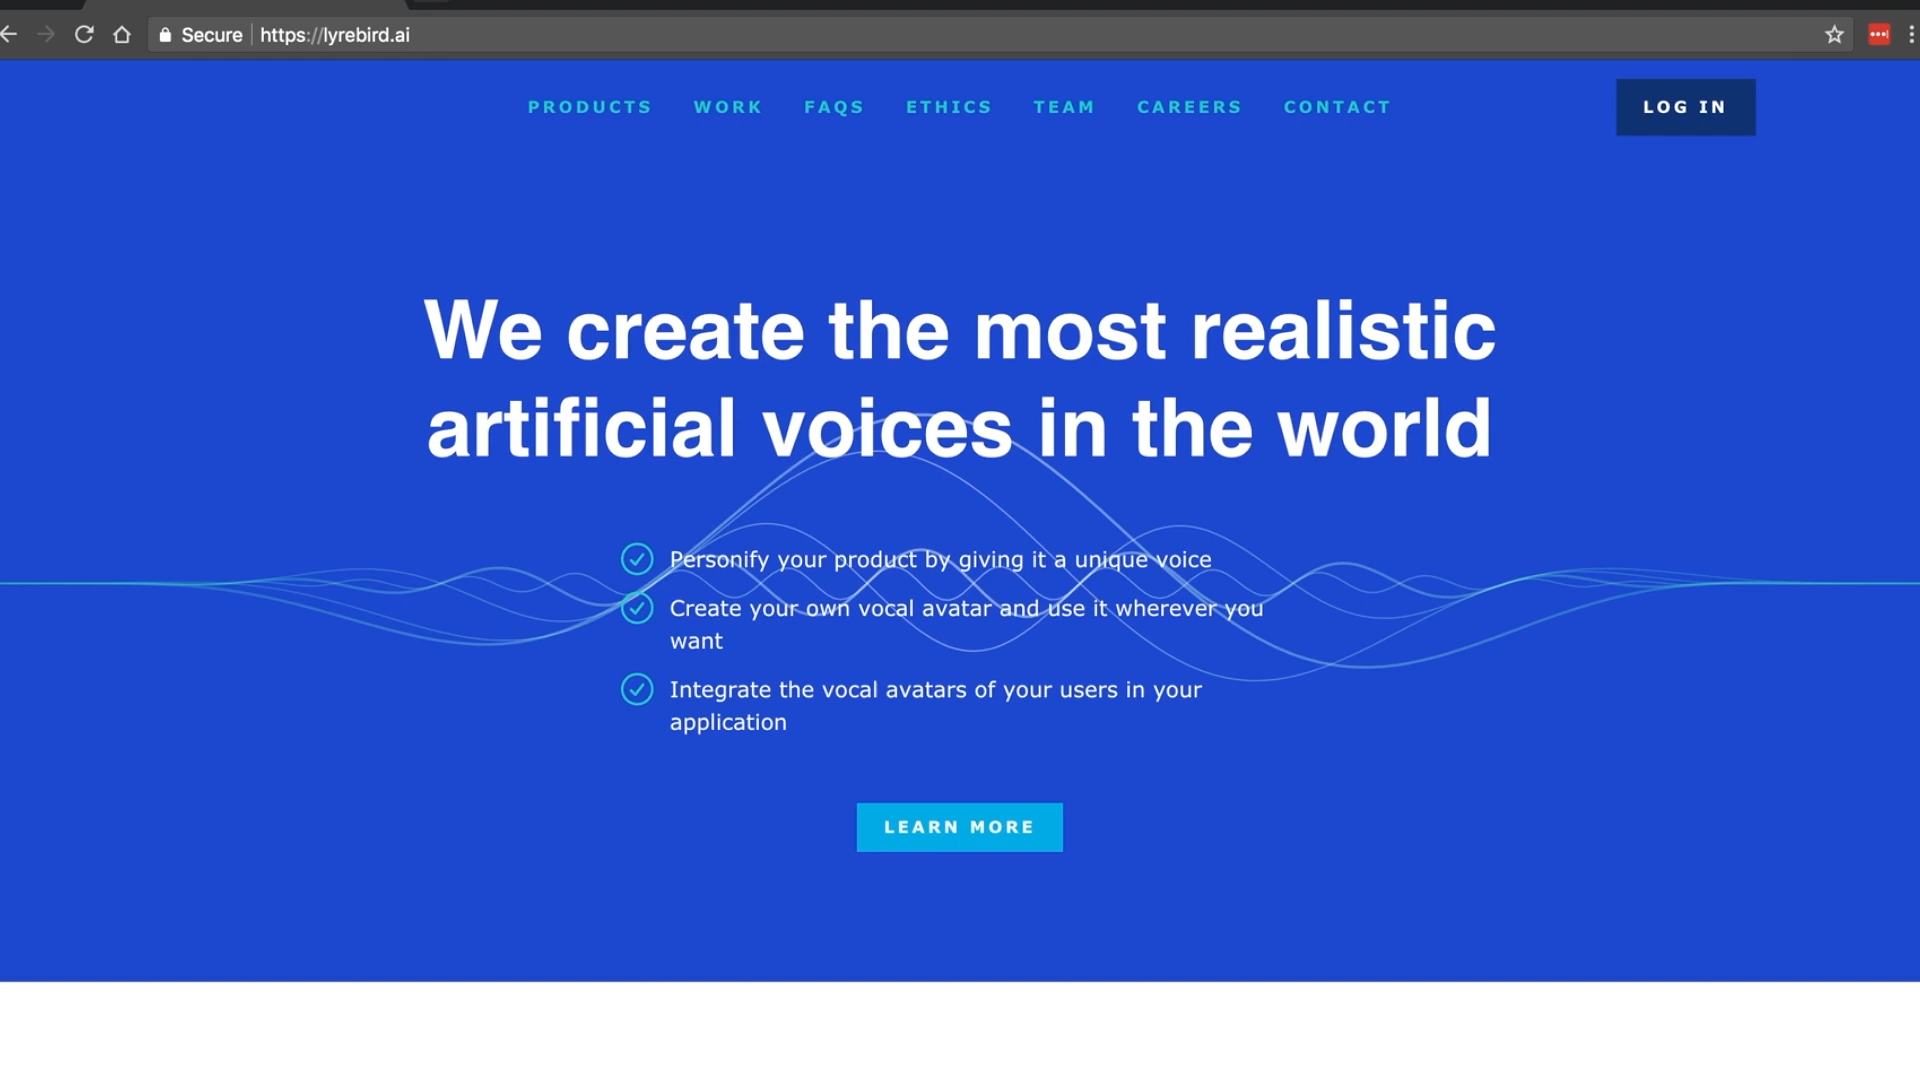 Secure https://lyrebird.ai
PRODUCTS WORK FAQS ETHICS TEAM CAREERS CONTACT LOG IN
We create the most realistic
artificial voices in the world
Personify your product by giving it a unique voice
Create your own vocal avatar and use it wherever you
want
Integrate the vocal avatars of your users in your
application
LEARN MORE